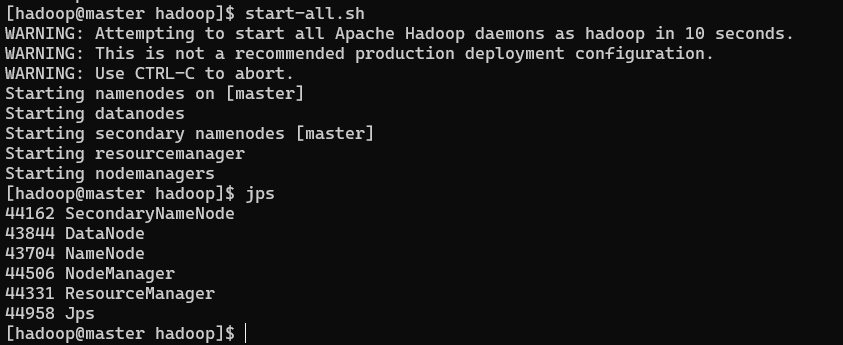 [hadoop@master hadoop]$ start-all.sh
WARNING: Attempting to start all Apache Hadoop daemons as hadoop in 10 seconds.
WARNING: This is not a recommended production deployment configuration.
WARNING: Use CTRL-C to abort.
Starting namenodes on [master]
Starting datanodes
Starting secondary namenodes [master]
Starting resourcemanager
Starting nodemanagers
[hadoop@master hadoop]$ jps
44162 SecondaryNameNode
43844 DataNode
43704 NameNode
44506 NodeManager
44331 ResourceManager
44958 Jps
[hadoop@master hadoop]$